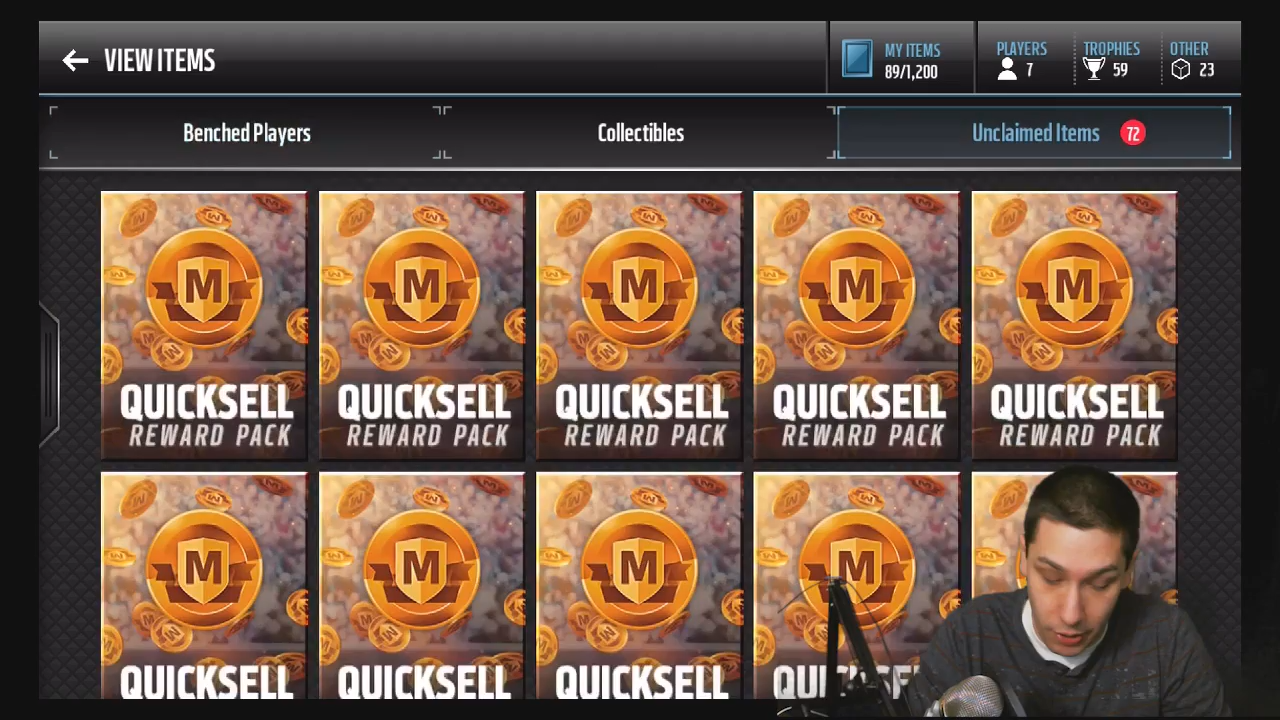 VIEW ITEMS
MY ITEMS
89/1,200
PLAYERS
7
TROPHIES
59
OTHER
23
Benched Players
Collectibles
Unclaimed Items 72
M M M M M
QUICKSELL QUICKSELL QUICKSELL QUICKSELL QUICKSELL
REWARD PACK REWARD PACK REWARD PACK REWARD PACK REWARD PACK
M M M M
QUICKSELL QUICKSELL QUICKSELL